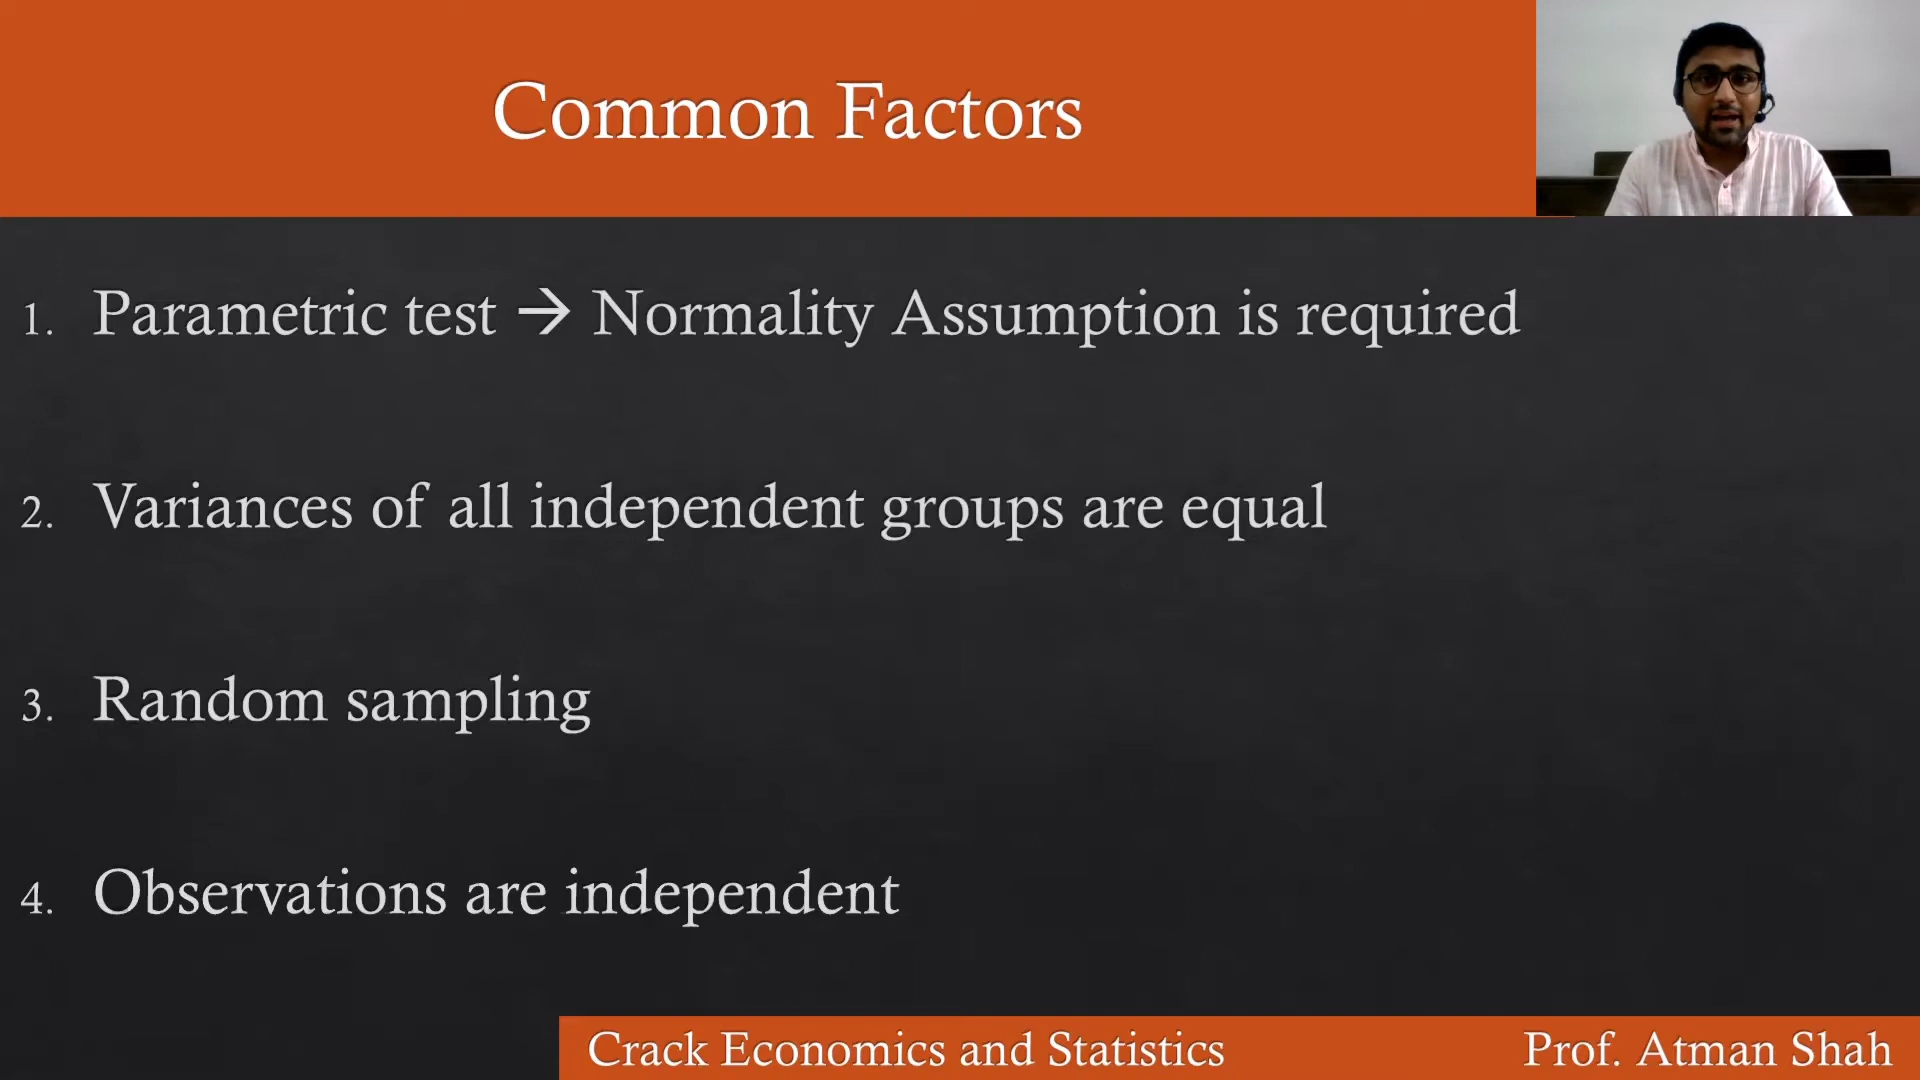 Common Factors
1. Parametric test → Normality Assumption is required
2. Variances of all independent groups are equal
3. Random sampling
4. Observations are independent
Crack Economics and Statistics
Prof. Atman Shah